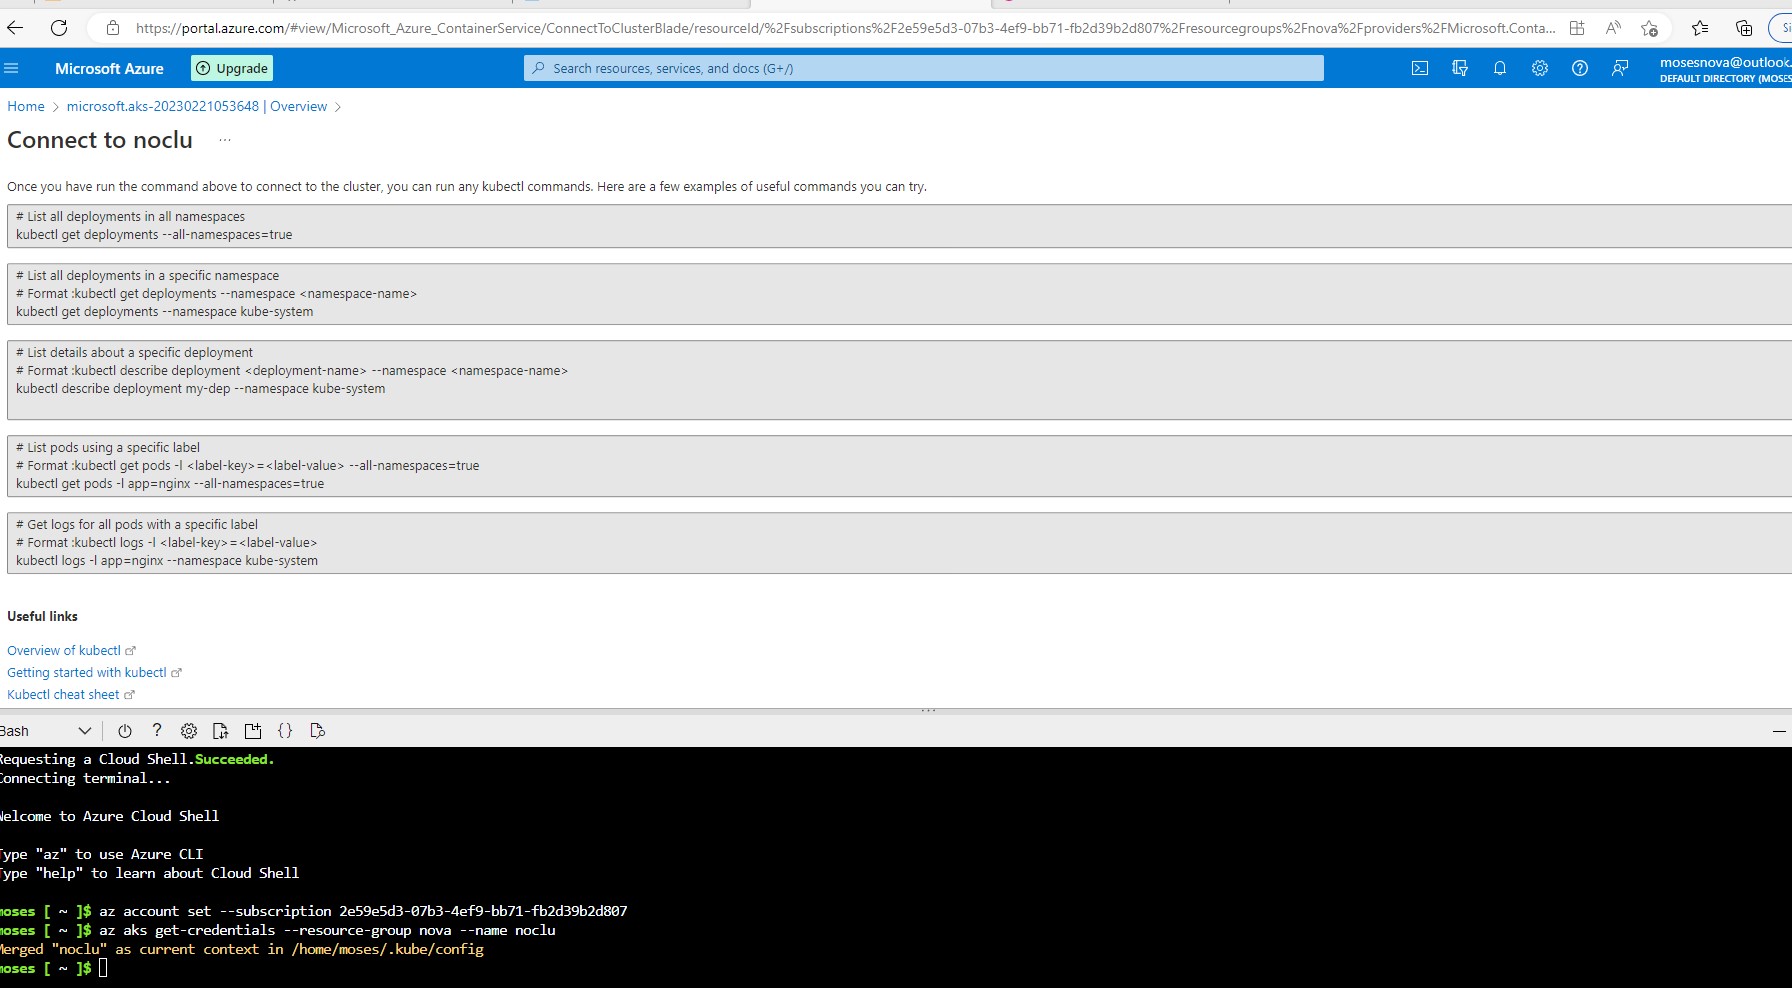 https://portal.azure.com/#view/Microsoft_Azure_ContainerService/ConnectToClusterBlade/resourceId/%2Fsubscriptions%2F2e59e5d3-07b3-4ef9-bb71-fb2d39b2d807%2Fresourcegroups%2Fnova%2Fproviders%2FMicrosoft.Conta...
Microsoft Azure
Upgrade
Search resources, services, and docs (G+/)
mosesnova@outlook.
DEFAULT DIRECTORY (MOSES
Home > microsoft.aks-20230221053648 | Overview >
Connect to noclu ...
Once you have run the command above to connect to the cluster, you can run any kubectl commands. Here are a few examples of useful commands you can try.
# List all deployments in all namespaces
kubectl get deployments --all-namespaces=true
# List all deployments in a specific namespace
# Format :kubectl get deployments --namespace <namespace-name>
kubectl get deployments --namespace kube-system
# List details about a specific deployment
# Format :kubectl describe deployment <deployment-name> --namespace <namespace-name>
kubectl describe deployment my-dep --namespace kube-system
# List pods using a specific label
# Format :kubectl get pods -l <label-key>=<label-value> --all-namespaces=true
kubectl get pods -l app=nginx --all-namespaces=true
# Get logs for all pods with a specific label
# Format :kubectl logs -l <label-key>=<label-value>
kubectl logs -l app=nginx --namespace kube-system
Useful links
Overview of kubectl
Getting started with kubectl
Kubectl cheat sheet
Bash
Requesting a Cloud Shell.Succeeded.
Connecting terminal...
Welcome to Azure Cloud Shell
Type "az" to use Azure CLI
Type "help" to learn about Cloud Shell
moses [ ~ ]$ az account set --subscription 2e59e5d3-07b3-4ef9-bb71-fb2d39b2d807
moses [ ~ ]$ az aks get-credentials --resource-group nova --name noclu
Merged "noclu" as current context in /home/moses/.kube/config
moses [ ~ ]$